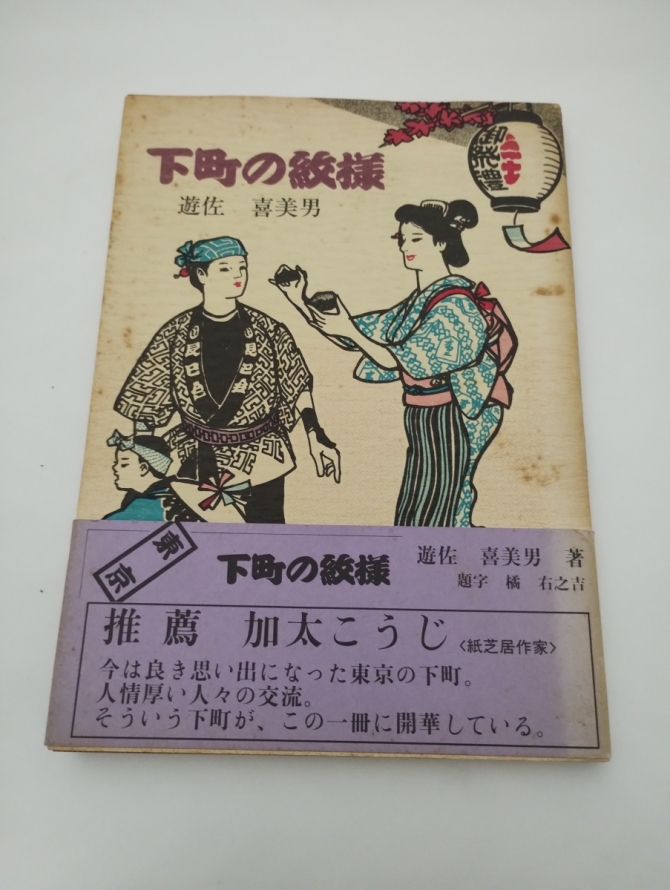 下町の紋様
遊佐 喜美男
御祭禮
東京
下町の紋様
遊佐 喜美男 著
題字 橘 右之吉
推薦 加太こうじ〈紙芝居作家〉
今は良き思い出になった東京の下町。
人情厚い人々の交流。
そういう下町が、この一冊に開華している。